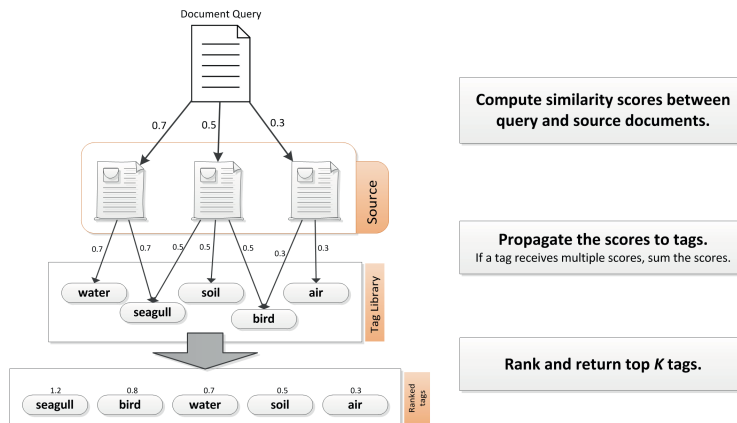 Document Query
0.7
0.5
0.3
Compute similarity scores between
query and source documents.
Source
0.7
0.7
0.5
0.5
0.5
0.3
0.3
Propagate the scores to tags.
If a tag receives multiple scores, sum the scores.
water
seagull
soil
bird
air
Tag Library
Rank and return top K tags.
1.2
0.8
0.7
0.5
0.3
seagull
bird
water
soil
air
Ranked
tags